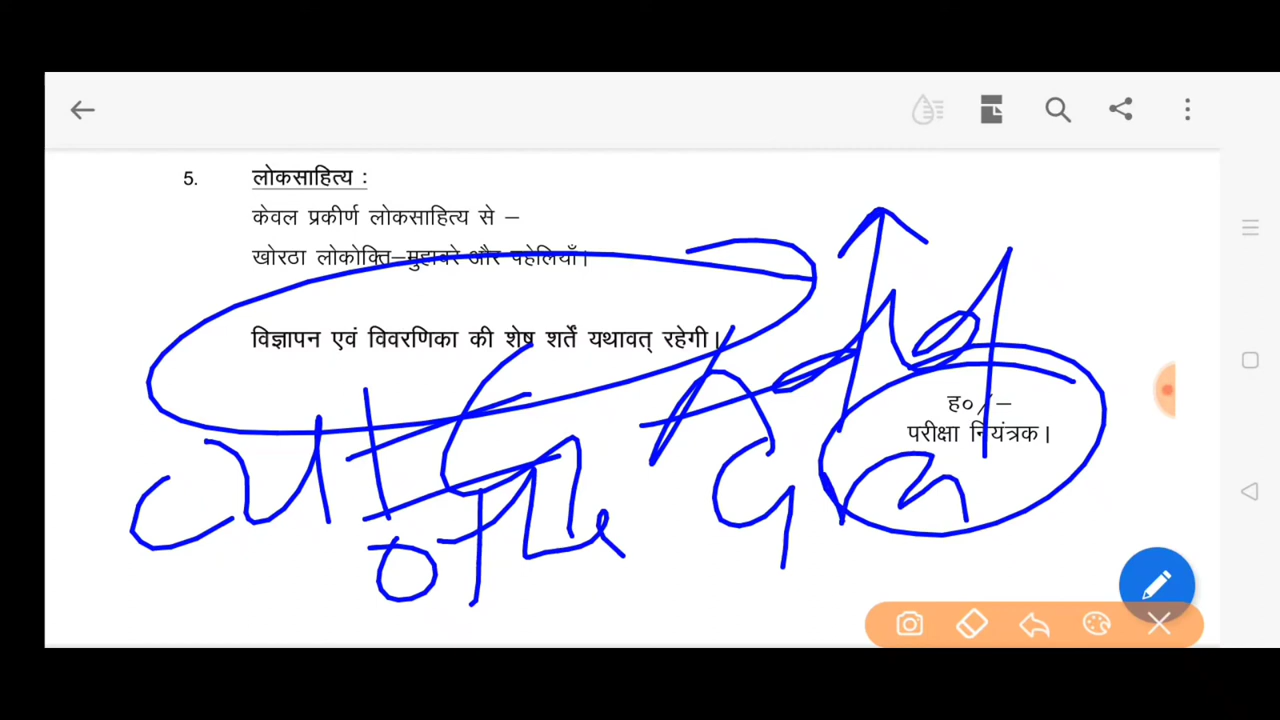 5. लोकसाहित्य :
केवल प्रकीर्ण लोकसाहित्य से –
खोरठा लोकोक्ति–मुहावरे और पहेलियाँ।
विज्ञापन एवं विवरणिका की शेष शर्तें यथावत् रहेगी।
ह०/–
परीक्षा नियंत्रक।